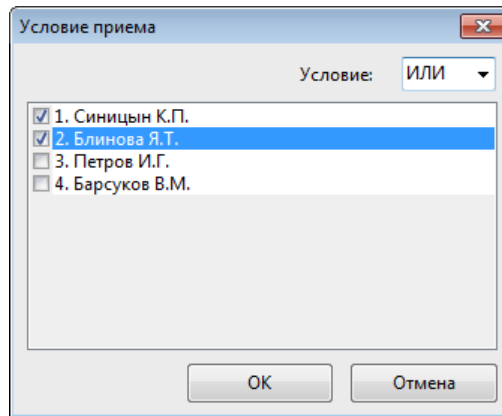 Условие приема
Условие: ИЛИ
1. Синицын К.П.
2. Блинова Я.Т.
3. Петров И.Г.
4. Барсуков В.М.
ОК Отмена